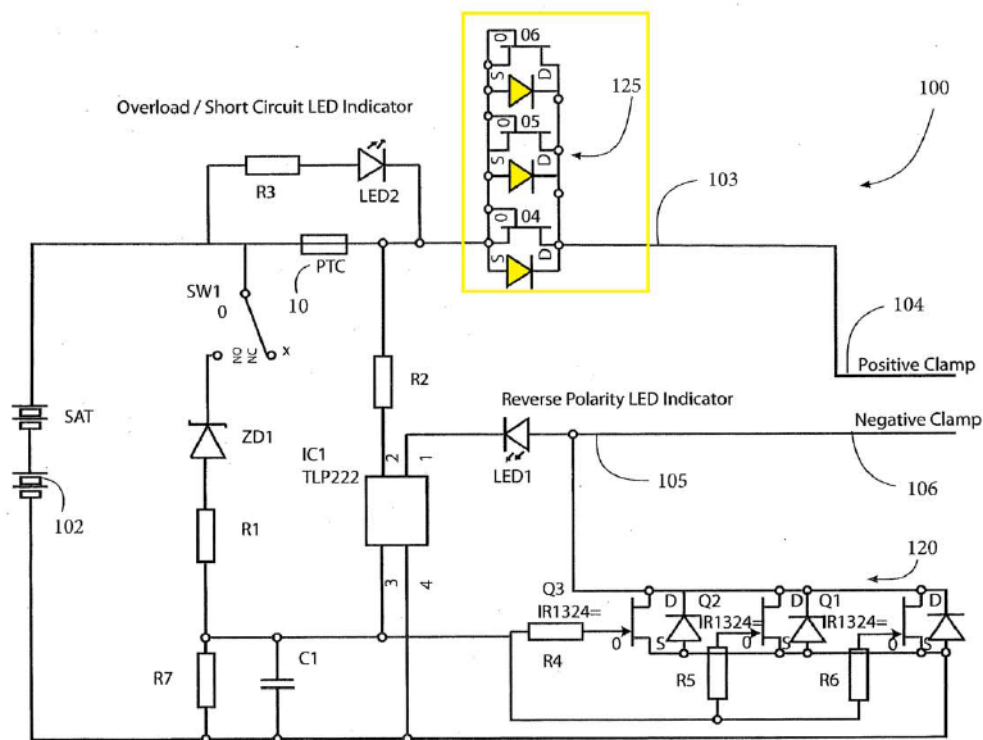 06
125
100
Overload / Short Circuit LED Indicator
0
S
D
05
0
S
D
R3
LED2
04
0
S
D
103
PTC
10
SW1
0
NO
NC
x
104
Positive Clamp
R2
SAT
ZD1
Reverse Polarity LED Indicator
Negative Clamp
IC1
TLP222
2
1
LED1
105
106
102
R1
3
4
120
Q3
D
Q2
D
Q1
D
IR1324=
IR1324=
IR1324=
0
S
0
S
0
S
R4
R7
C1
R5
R6